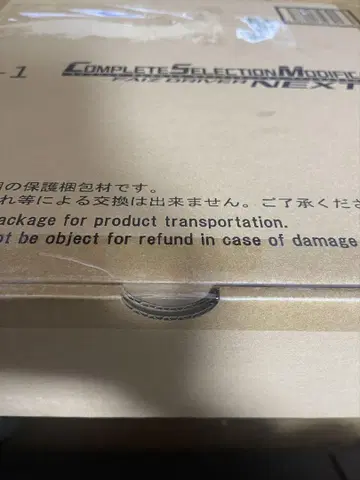 -1 COMPLETE SELECTION MODIFIC
FAIZ DRIVER NEXT
の保護梱包材です。
れ等による交換は出来ません。ご了承くださ
ackage for product transportation.
ot be object for refund in case of damage